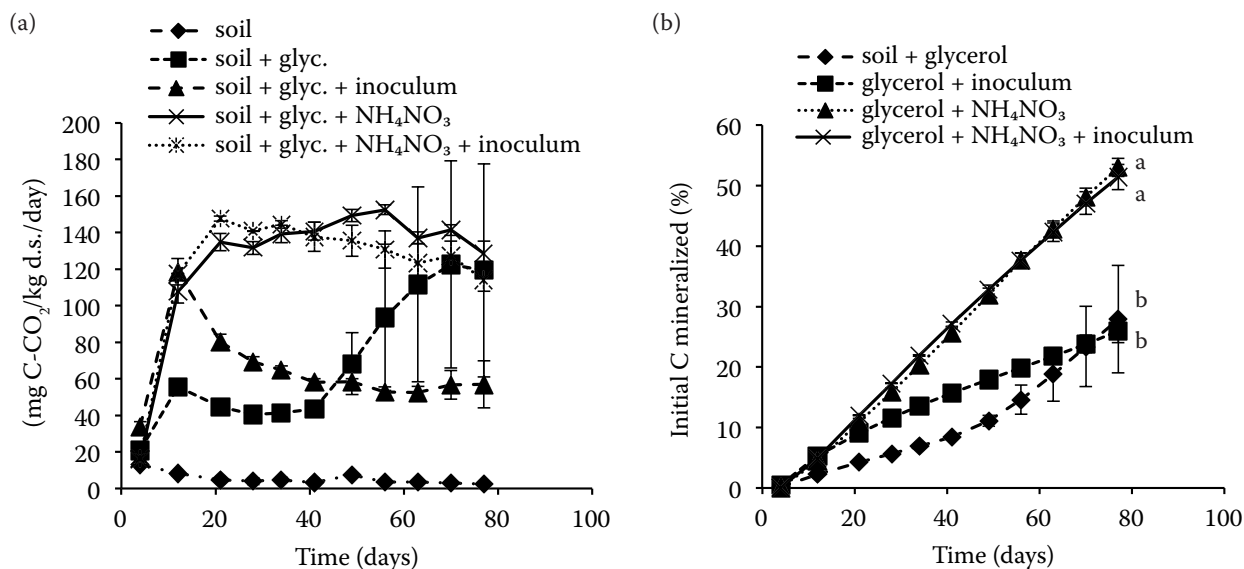 (a)
soil
soil + glyc.
soil + glyc. + inoculum
soil + glyc. + NH₄NO₃
soil + glyc. + NH₄NO₃ + inoculum
(mg C-CO₂/kg d.s./day)
200
180
160
140
120
100
80
60
40
20
0
0
20
40
60
80
100
Time (days)
(b)
soil + glycerol
glycerol + inoculum
glycerol + NH₄NO₃
glycerol + NH₄NO₃ + inoculum
Initial C mineralized (%)
60
50
40
30
20
10
0
a
a
b
b
0
20
40
60
80
100
Time (days)